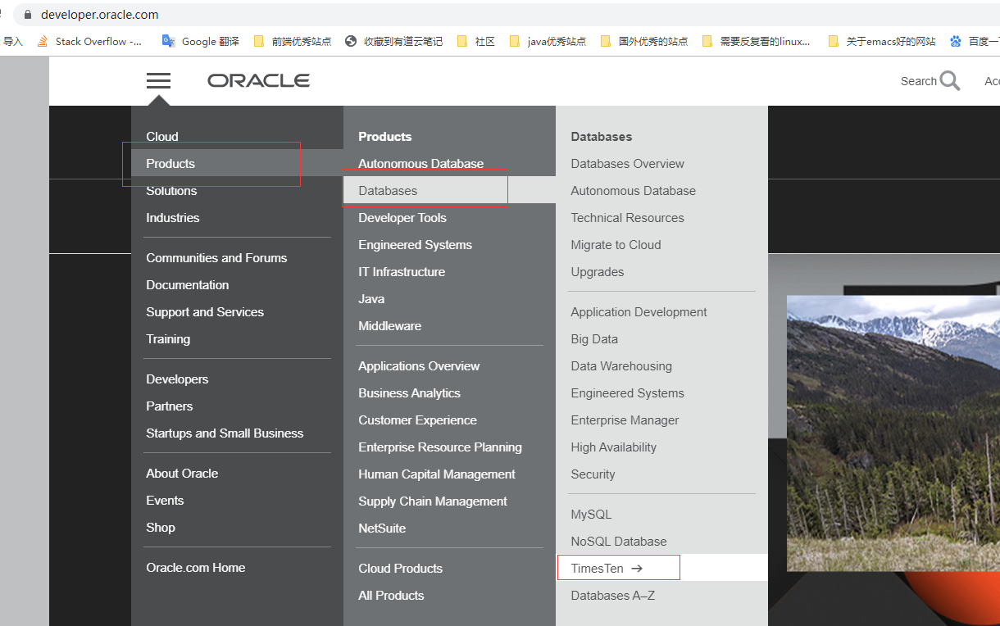 developer.oracle.com
导入 Stack Overflow -... Google 翻译 前端优秀站点 收藏到有道云笔记 社区 java优秀站点 国外优秀的站点 需要反复看的linux... 关于emacs好的网站 百度一
ORACLE
Search
Cloud
Products
Solutions
Industries
Communities and Forums
Documentation
Support and Services
Training
Developers
Partners
Startups and Small Business
About Oracle
Events
Shop
Oracle.com Home
Products
Autonomous Database
Databases
Developer Tools
Engineered Systems
IT Infrastructure
Java
Middleware
Applications Overview
Business Analytics
Customer Experience
Enterprise Resource Planning
Human Capital Management
Supply Chain Management
NetSuite
Cloud Products
All Products
Databases
Databases Overview
Autonomous Database
Technical Resources
Migrate to Cloud
Upgrades
Application Development
Big Data
Data Warehousing
Engineered Systems
Enterprise Manager
High Availability
Security
MySQL
NoSQL Database
TimesTen →
Databases A–Z